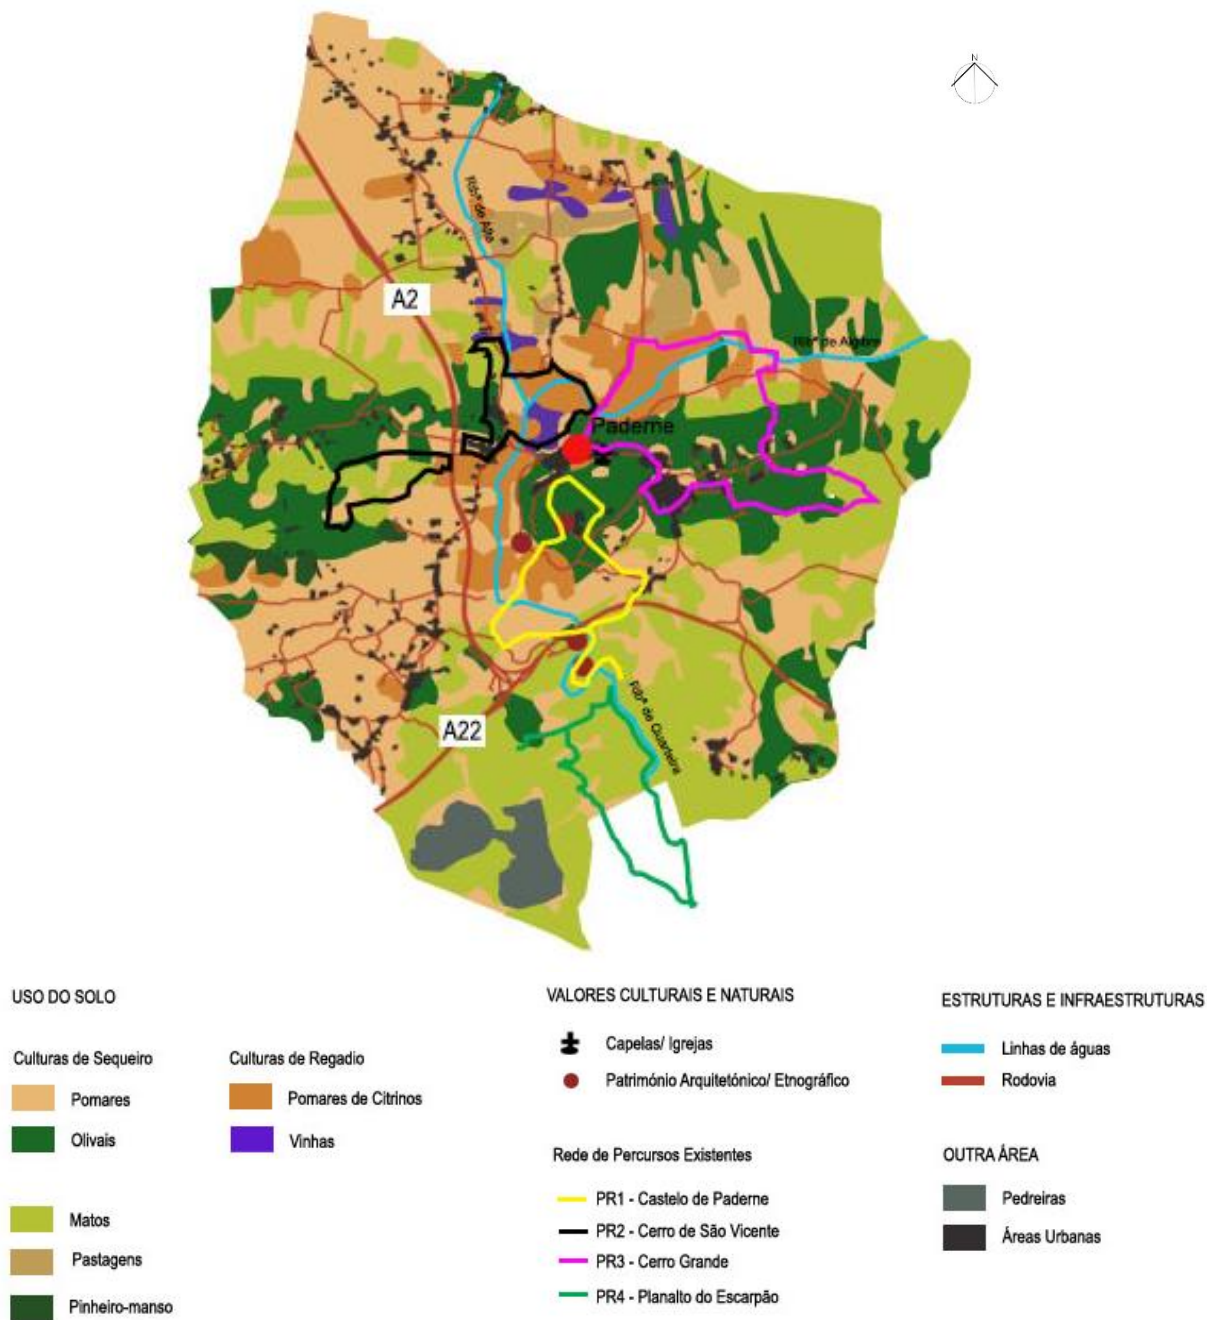 N
Ribª de Alte
A2
Ribª de Algibre
Paderne
Ribª de Quarteira
A22
USO DO SOLO
Culturas de Sequeiro
Pomares
Olivais
Matos
Pastagens
Pinheiro-manso
Culturas de Regadio
Pomares de Citrinos
Vinhas
VALORES CULTURAIS E NATURAIS
Capelas/ Igrejas
Património Arquitetónico/ Etnográfico
Rede de Percursos Existentes
PR1 - Castelo de Paderne
PR2 - Cerro de São Vicente
PR3 - Cerro Grande
PR4 - Planalto do Escarpão
ESTRUTURAS E INFRAESTRUTURAS
Linhas de águas
Rodovia
OUTRA ÁREA
Pedreiras
Áreas Urbanas